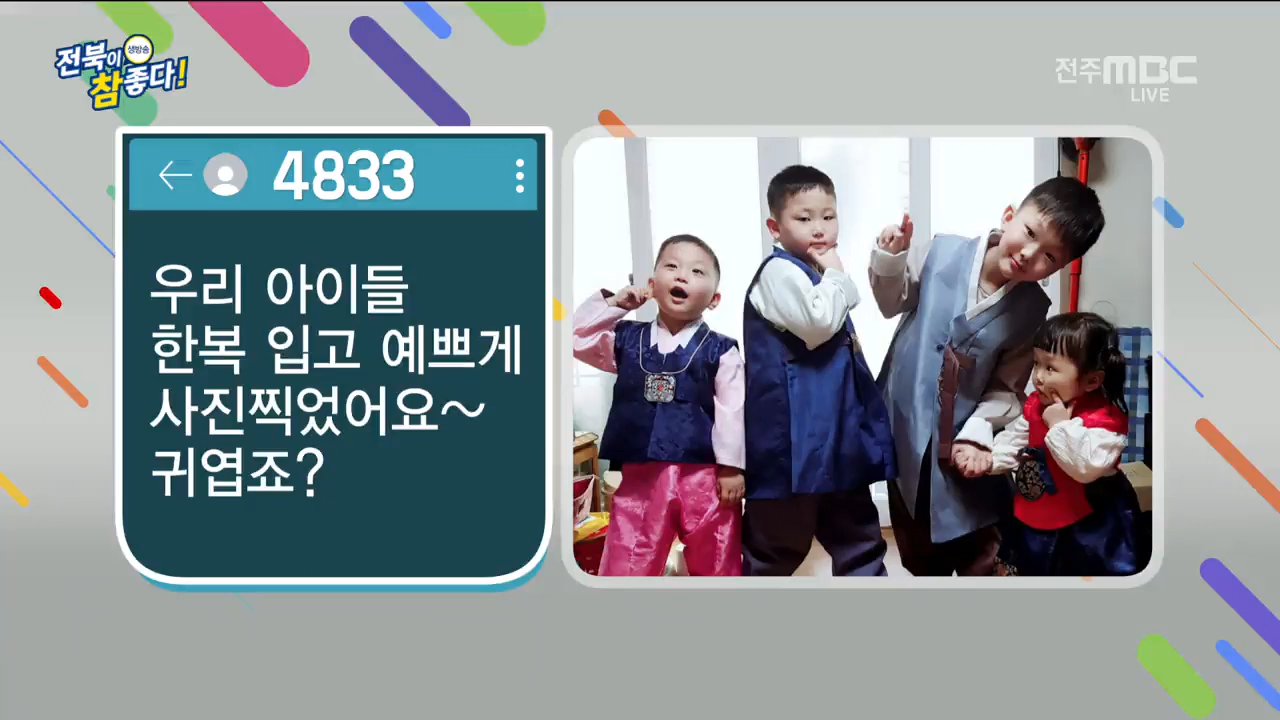 전북이
생방송
참좋다!
전주MBC
LIVE
4833
우리 아이들
한복 입고 예쁘게
사진찍었어요~
귀엽죠?